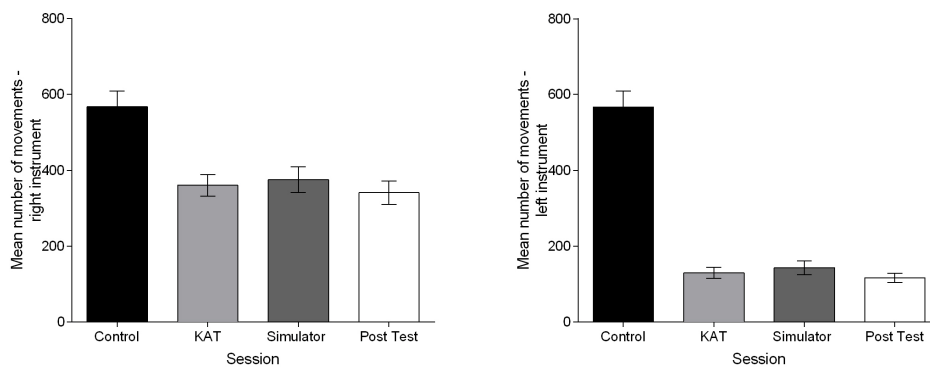 800
600
400
200
0
Mean number of movements -
right instrument
Control KAT Simulator Post Test
Session
800
600
400
200
0
Mean number of movements -
left instrument
Control KAT Simulator Post Test
Session